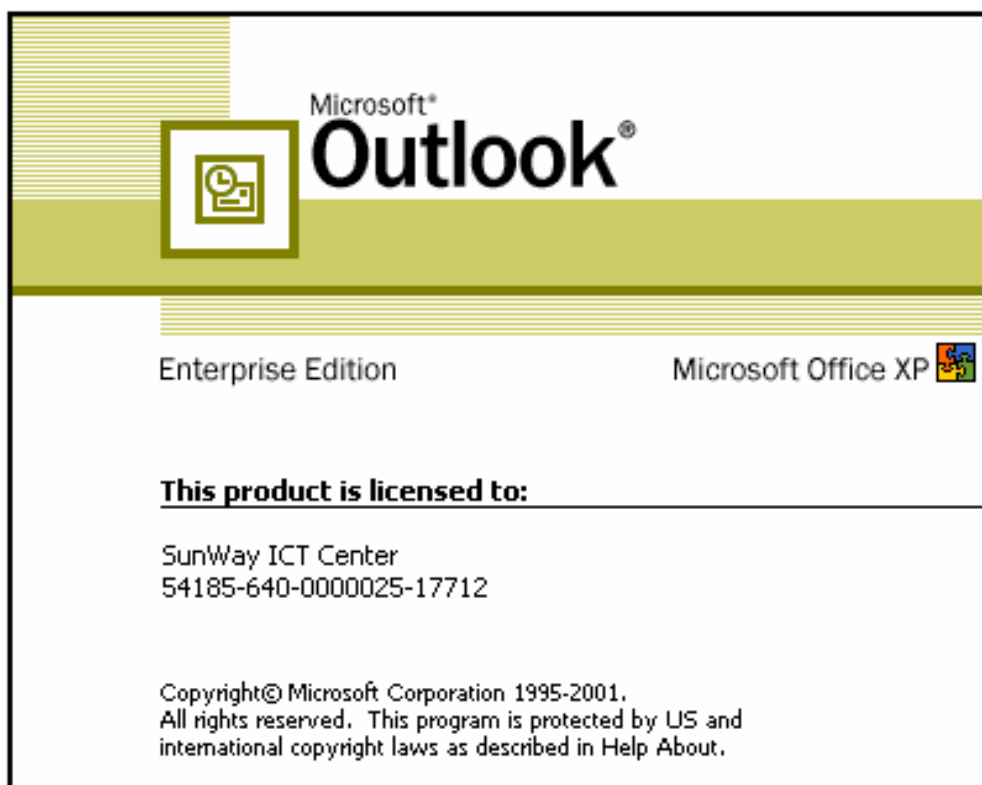 Microsoft®
Outlook®
Enterprise Edition
Microsoft Office XP
This product is licensed to:
SunWay ICT Center
54185-640-0000025-17712
Copyright© Microsoft Corporation 1995-2001.
All rights reserved.  This program is protected by US and
international copyright laws as described in Help About.